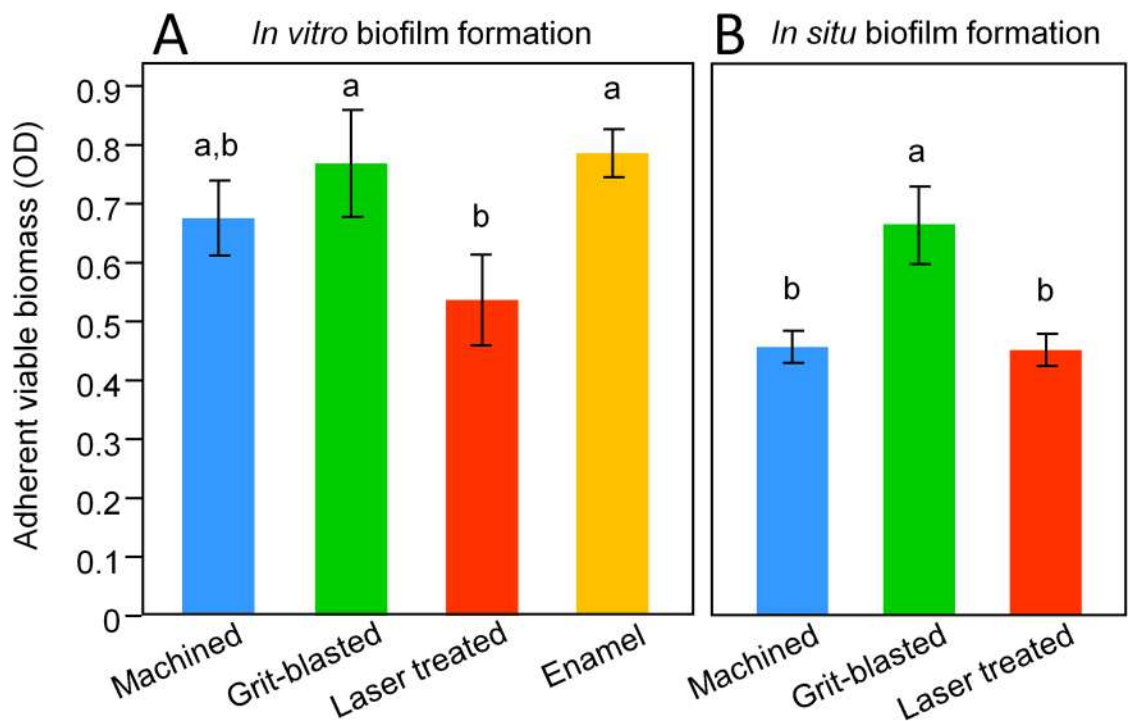 A In vitro biofilm formation
B In situ biofilm formation
Adherent viable biomass (OD)
0.9
0.8
0.7
0.6
0.5
0.4
0.3
0.2
0.1
0
a,b
a
b
a
b
a
b
Machined
Grit-blasted
Laser treated
Enamel
Machined
Grit-blasted
Laser treated